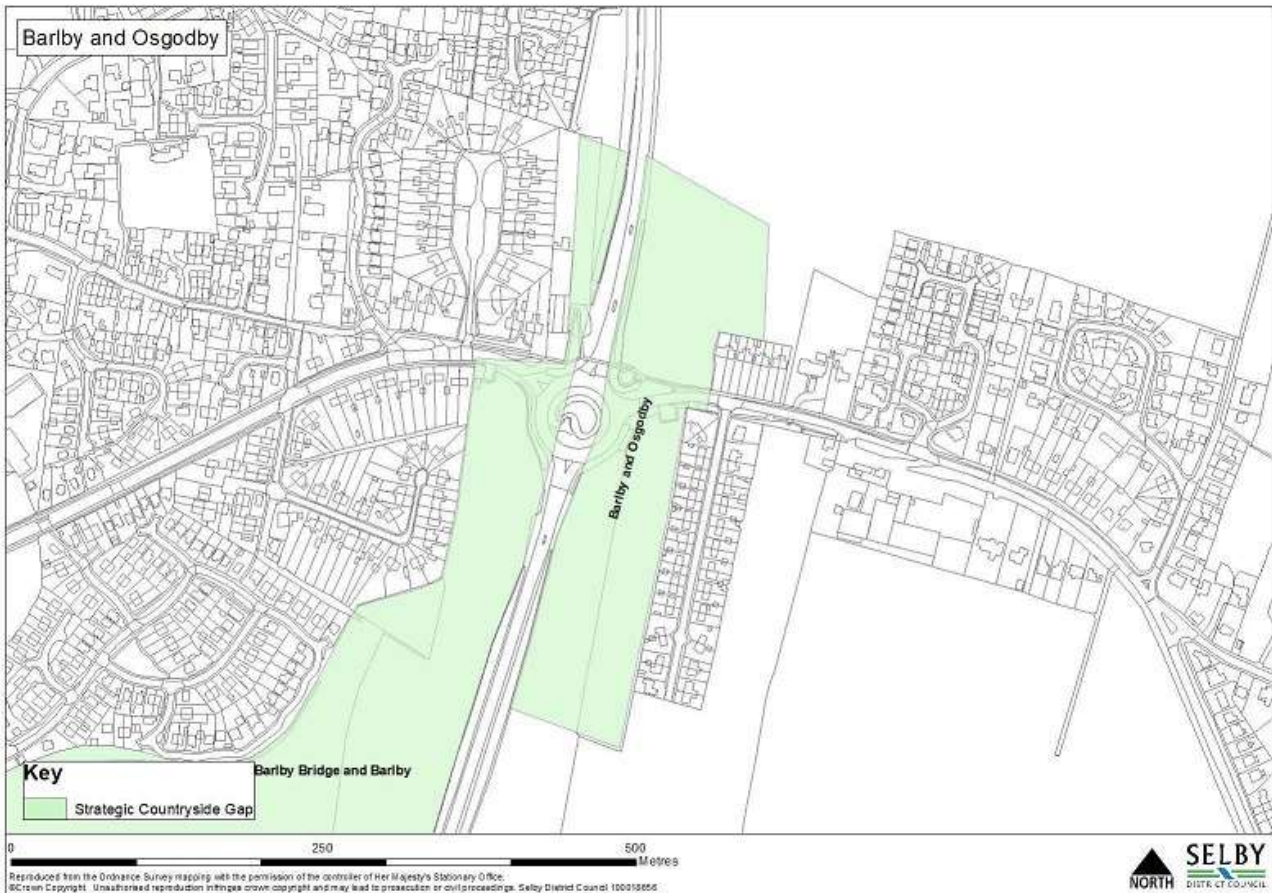 Barlby and Osgodby
Barlby and Osgodby
Barlby Bridge and Barlby
Key
Strategic Countryside Gap
0 250 500
Metres
Reproduced from the Ordnance Survey mapping with the permission of the controller of Her Majesty's Stationary Office.
©Crown Copyright. Unauthorised reproduction infringes crown copyright and may lead to prosecution or civil proceedings. Selby District Council 100018656
NORTH
SELBY
DISTRICT COUNCIL